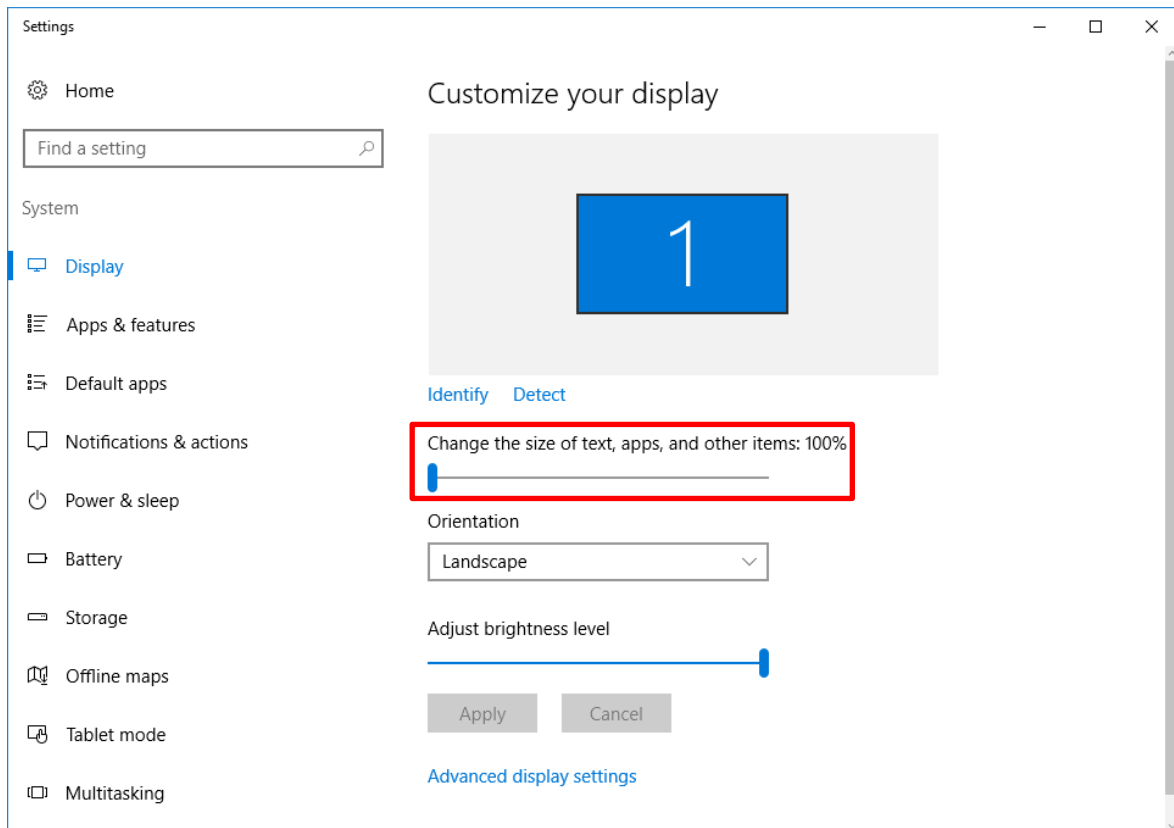 Settings
Home
Find a setting
System
Display
Apps & features
Default apps
Notifications & actions
Power & sleep
Battery
Storage
Offline maps
Tablet mode
Multitasking
Customize your display
1
Identify Detect
Change the size of text, apps, and other items: 100%
Orientation
Landscape
Adjust brightness level
Apply Cancel
Advanced display settings